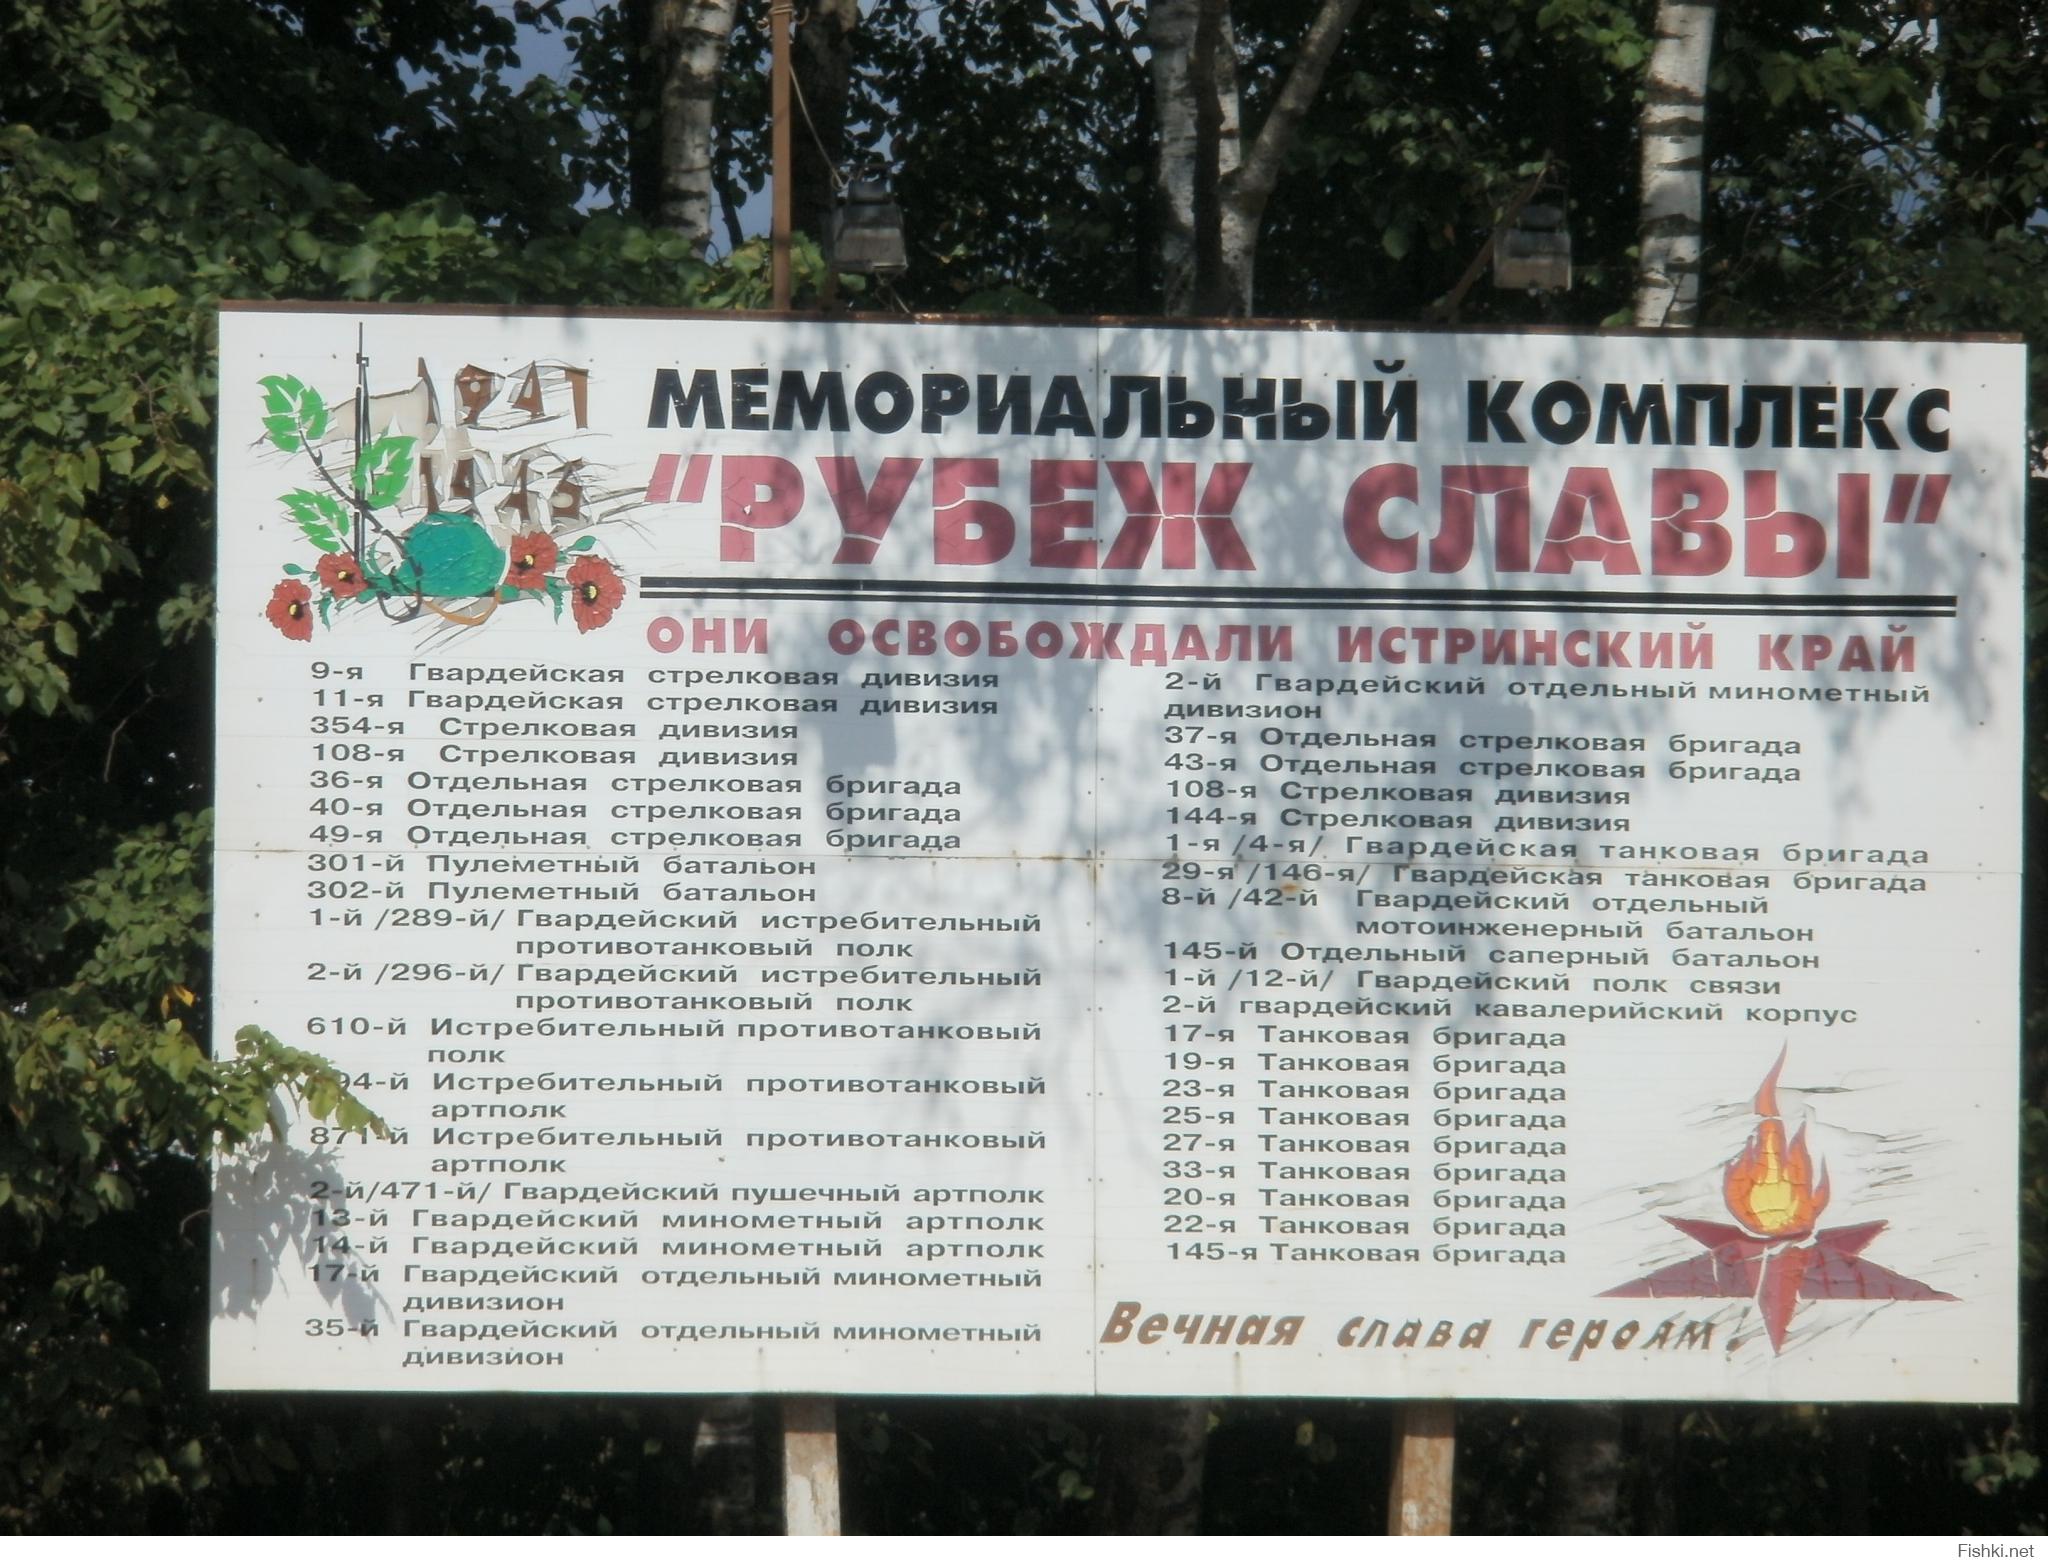 1941
1945
МЕМОРИАЛЬНЫЙ КОМПЛЕКС
"РУБЕЖ СЛАВЫ"
ОНИ ОСВОБОЖДАЛИ ИСТРИНСКИЙ КРАЙ
9-я Гвардейская стрелковая дивизия
11-я Гвардейская стрелковая дивизия
354-я Стрелковая дивизия
108-я Стрелковая дивизия
36-я Отдельная стрелковая бригада
40-я Отдельная стрелковая бригада
49-я Отдельная стрелковая бригада
301-й Пулеметный батальон
302-й Пулеметный батальон
1-й /289-й/ Гвардейский истребительный
противотанковый полк
2-й /296-й/ Гвардейский истребительный
противотанковый полк
610-й Истребительный противотанковый
полк
Истребительный противотанковый
артполк
871-й Истребительный противотанковый
артполк
2-й/471-й/ Гвардейский пушечный артполк
13-й Гвардейский минометный артполк
14-й Гвардейский минометный артполк
17-й Гвардейский отдельный минометный
дивизион
35-й Гвардейский отдельный минометный
дивизион
2-й Гвардейский отдельный минометный
дивизион
37-я Отдельная стрелковая бригада
43-я Отдельная стрелковая бригада
108-я Стрелковая дивизия
144-я Стрелковая дивизия
1-я /4-я/ Гвардейская танковая бригада
29-я /146-я/ Гвардейская танковая бригада
8-й /42-й Гвардейский отдельный
мотоинженерный батальон
145-й Отдельный саперный батальон
1-й /12-й/ Гвардейский полк связи
2-й гвардейский кавалерийский корпус
17-я Танковая бригада
19-я Танковая бригада
23-я Танковая бригада
25-я Танковая бригада
27-я Танковая бригада
33-я Танковая бригада
20-я Танковая бригада
22-я Танковая бригада
145-я Танковая бригада
Вечная слава героям!
Fishki.net